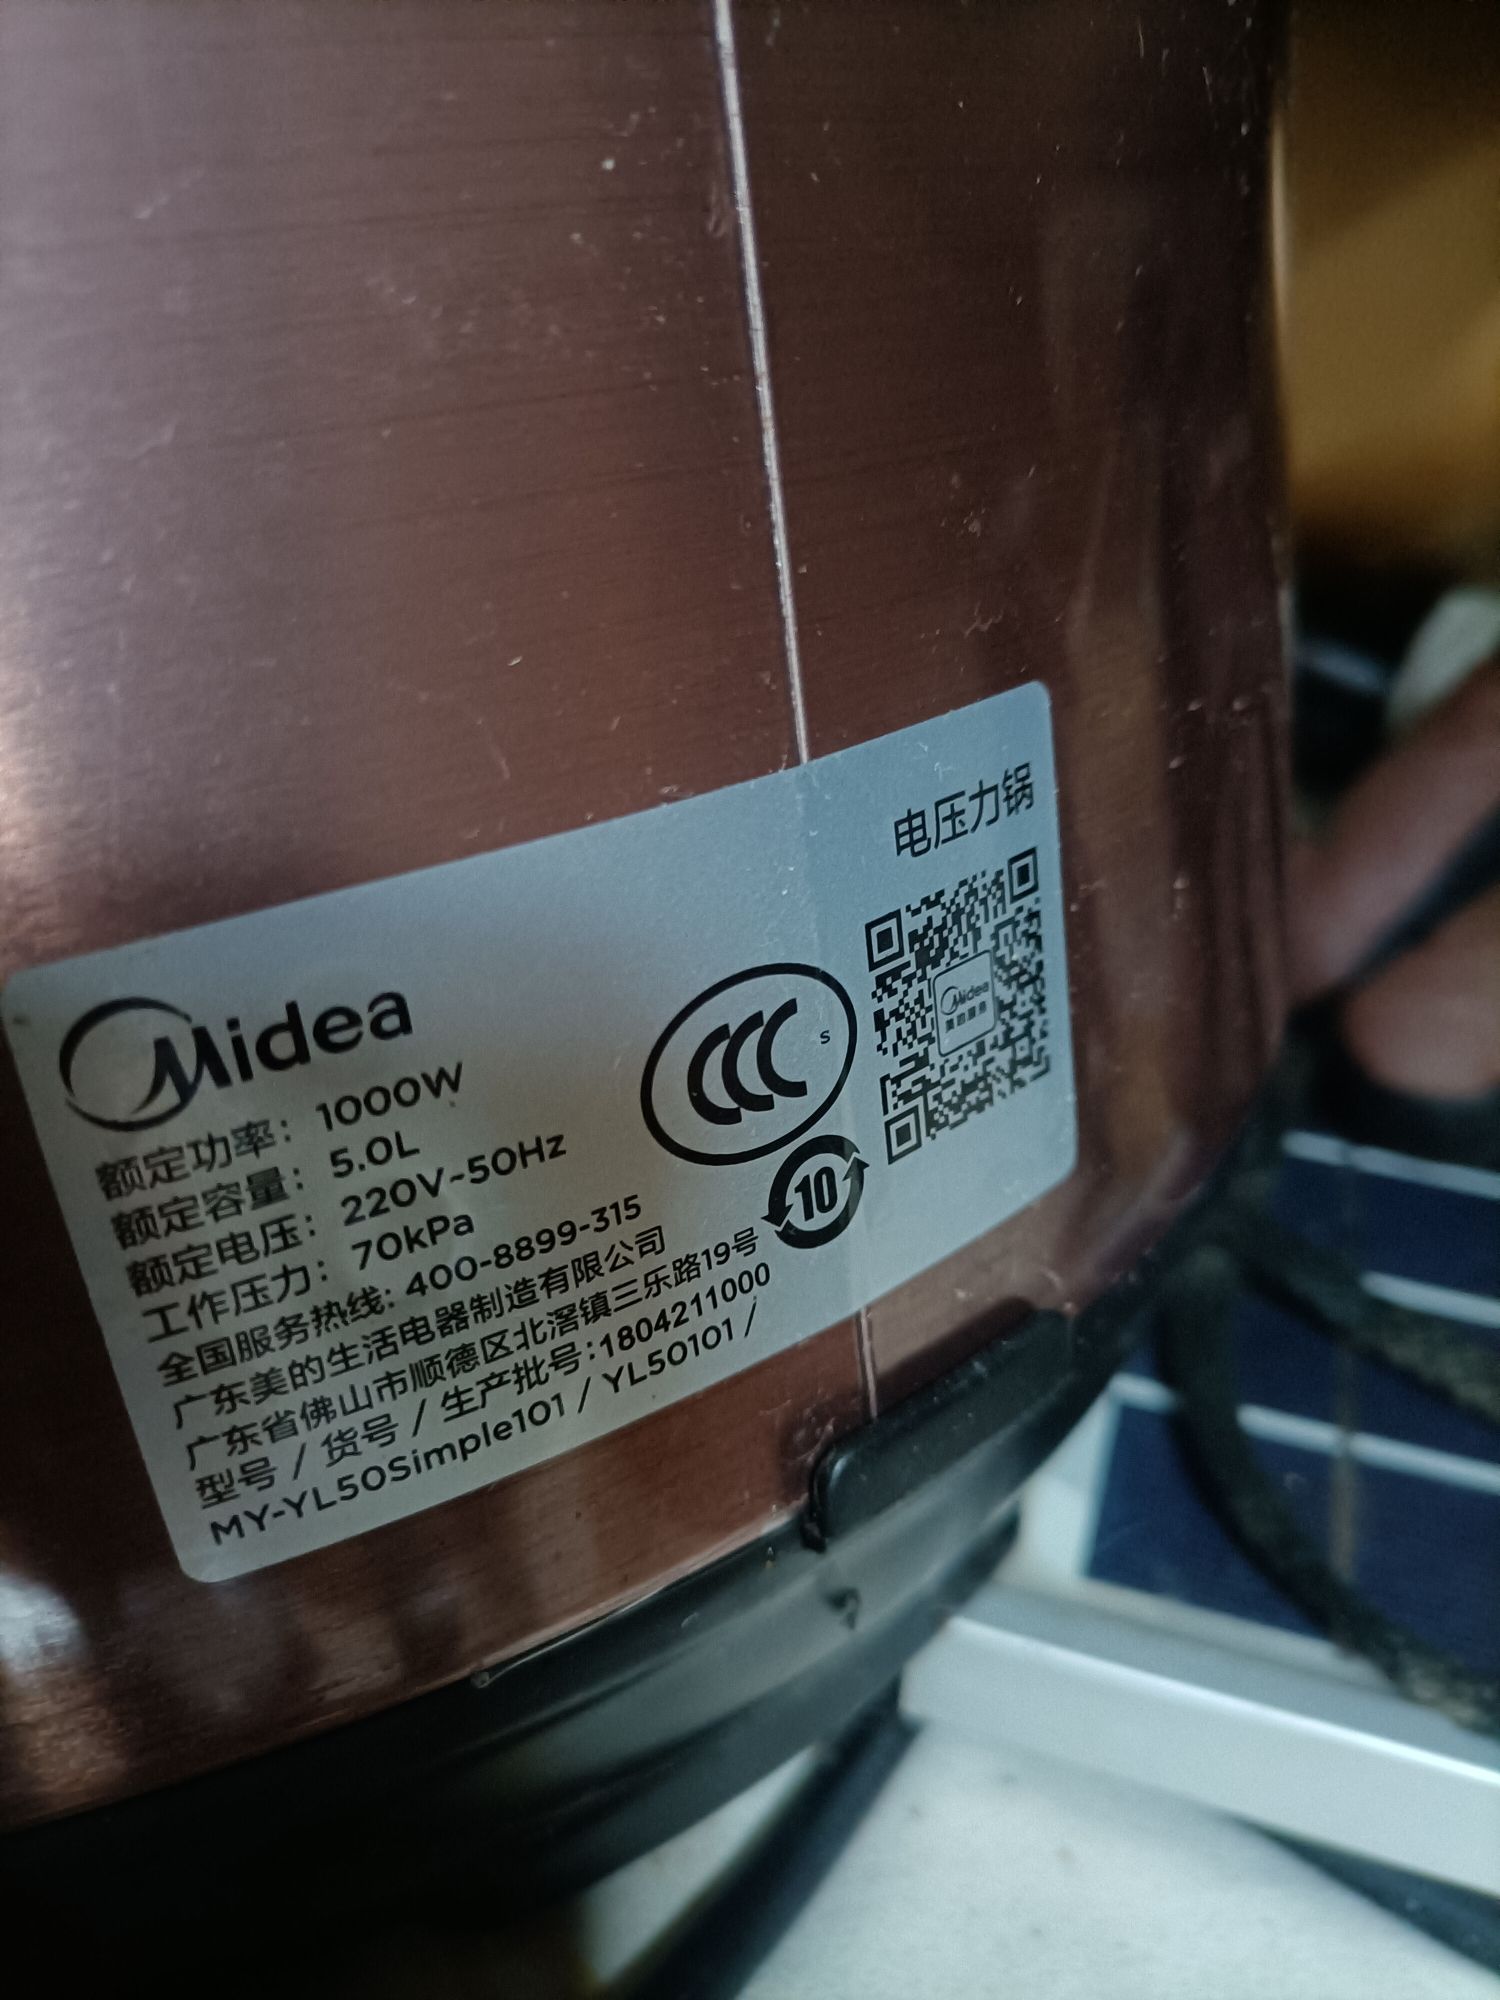 电压力锅
Midea
额定功率：1000W
额定容量：5.0L
额定电压：220V~50Hz
工作压力：70kPa
全国服务热线: 400-8899-315
广东美的生活电器制造有限公司
广东省佛山市顺德区北滘镇三乐路19号
型号 / 货号 / 生产批号:1804211000
MY-YL50Simple101 / YL50101 /
CCC
S
10
Midea